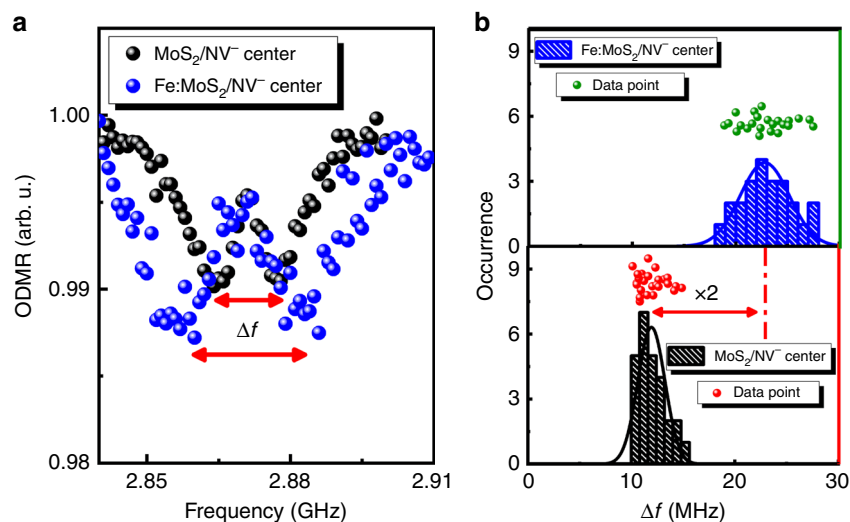 a
MoS₂/NV⁻ center
Fe:MoS₂/NV⁻ center
1.00
0.99
0.98
ODMR (arb. u.)
Δf
2.85
2.88
2.91
Frequency (GHz)
b
9
6
3
0
Fe:MoS₂/NV⁻ center
Data point
Occurrence
9
6
3
0
×2
MoS₂/NV⁻ center
Data point
0
10
20
30
Δf (MHz)